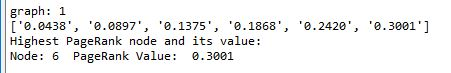 graph: 1
['0.0438', '0.0897', '0.1375', '0.1868', '0.2420', '0.3001']
Highest PageRank node and its value:
Node: 6  PageRank Value:  0.3001